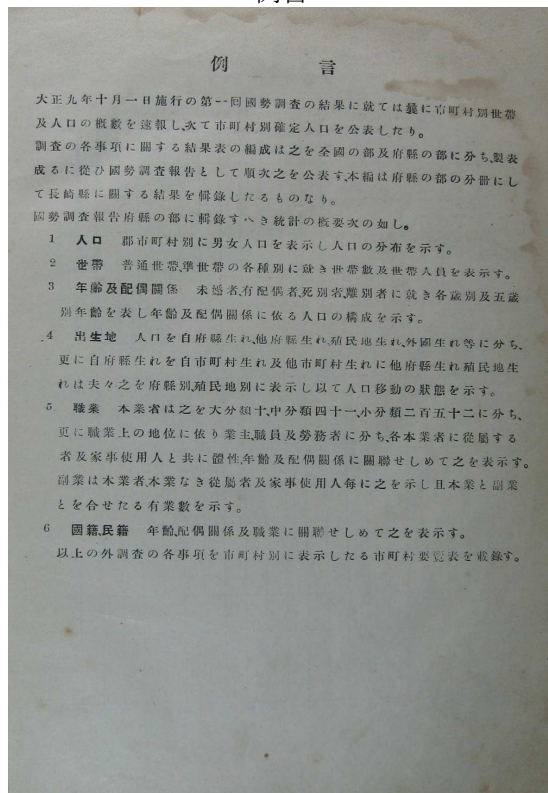 例言
例　　言
大正九年十月一日施行の第一回國勢調査の結果に就ては曩に市町村別世帶
及人口の概數を速報し、次て市町村別確定人口を公表したり。
調査の各事項に關する結果表の編成は之を全國の部及府縣の部に分ち、製表
成るに從ひ國勢調査報告として順次之を公表す、本編は府縣の部の分冊にし
て長崎縣に關する結果を輯錄したるものなり。
國勢調査報告府縣の部に輯錄すへき統計の概要次の如し。
1　人口　郡市町村別に男女人口を表示し人口の分布を示す。
2　世帶　普通世帶、準世帶の各種別に就き世帶數及世帶人員を表示す。
3　年齡及配偶關係　未婚者、有配偶者、死別者、離別者に就き各歲別及五歲
別年齡を表し年齡及配偶關係に依る人口の構成を示す。
4　出生地　人口を自府縣生れ、他府縣生れ、殖民地生れ、外國生れ等に分ち、
更に自府縣生れを自市町村生れ及他市町村生れに他府縣生れ殖民地生
れは夫々之を府縣別、殖民地別に表示し以て人口移動の狀態を示す。
5　職業　本業者は之を大分類十、中分類四十一、小分類二百五十二に分ち、
更に職業上の地位に依り業主、職員及勞務者に分ち、各本業者に從屬する
者及家事使用人と共に體性、年齡及配偶關係に關聯せしめて之を表示す。
副業は本業者、本業なき從屬者及家事使用人每に之を示し且本業と副業
とを合せたる有業數を示す。
6　國籍、民籍　年齡、配偶關係及職業に關聯せしめて之を表示す。
以上の外調査の各事項を市町村別に表示したる市町村要覽表を收錄す。